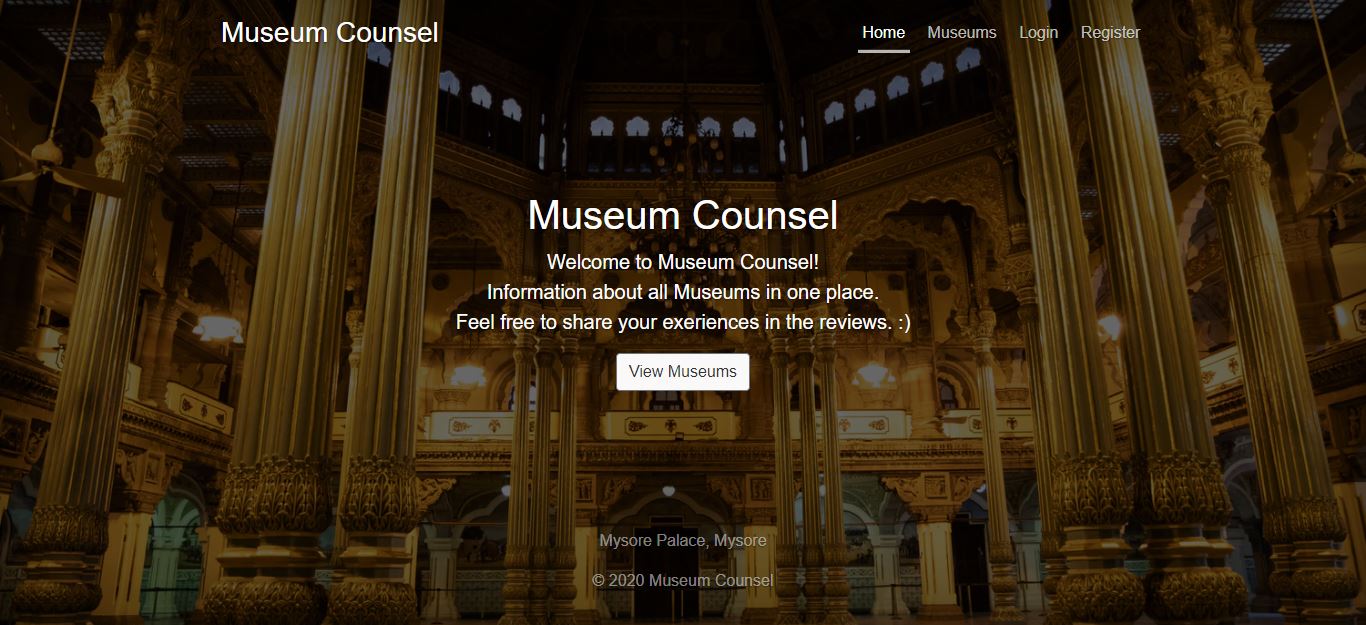 Museum Counsel
Home Museums Login Register
Museum Counsel
Welcome to Museum Counsel!
Information about all Museums in one place.
Feel free to share your exeriences in the reviews. :)
View Museums
Mysore Palace, Mysore
© 2020 Museum Counsel